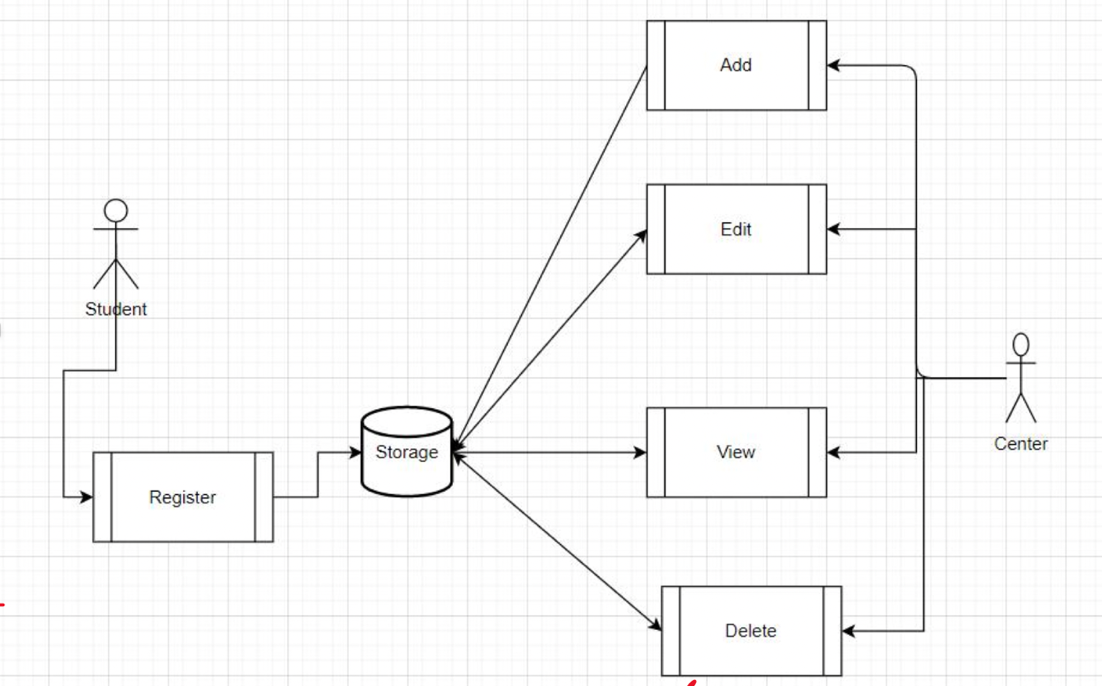 Add
Edit
Student
Storage
View
Center
Register
Delete